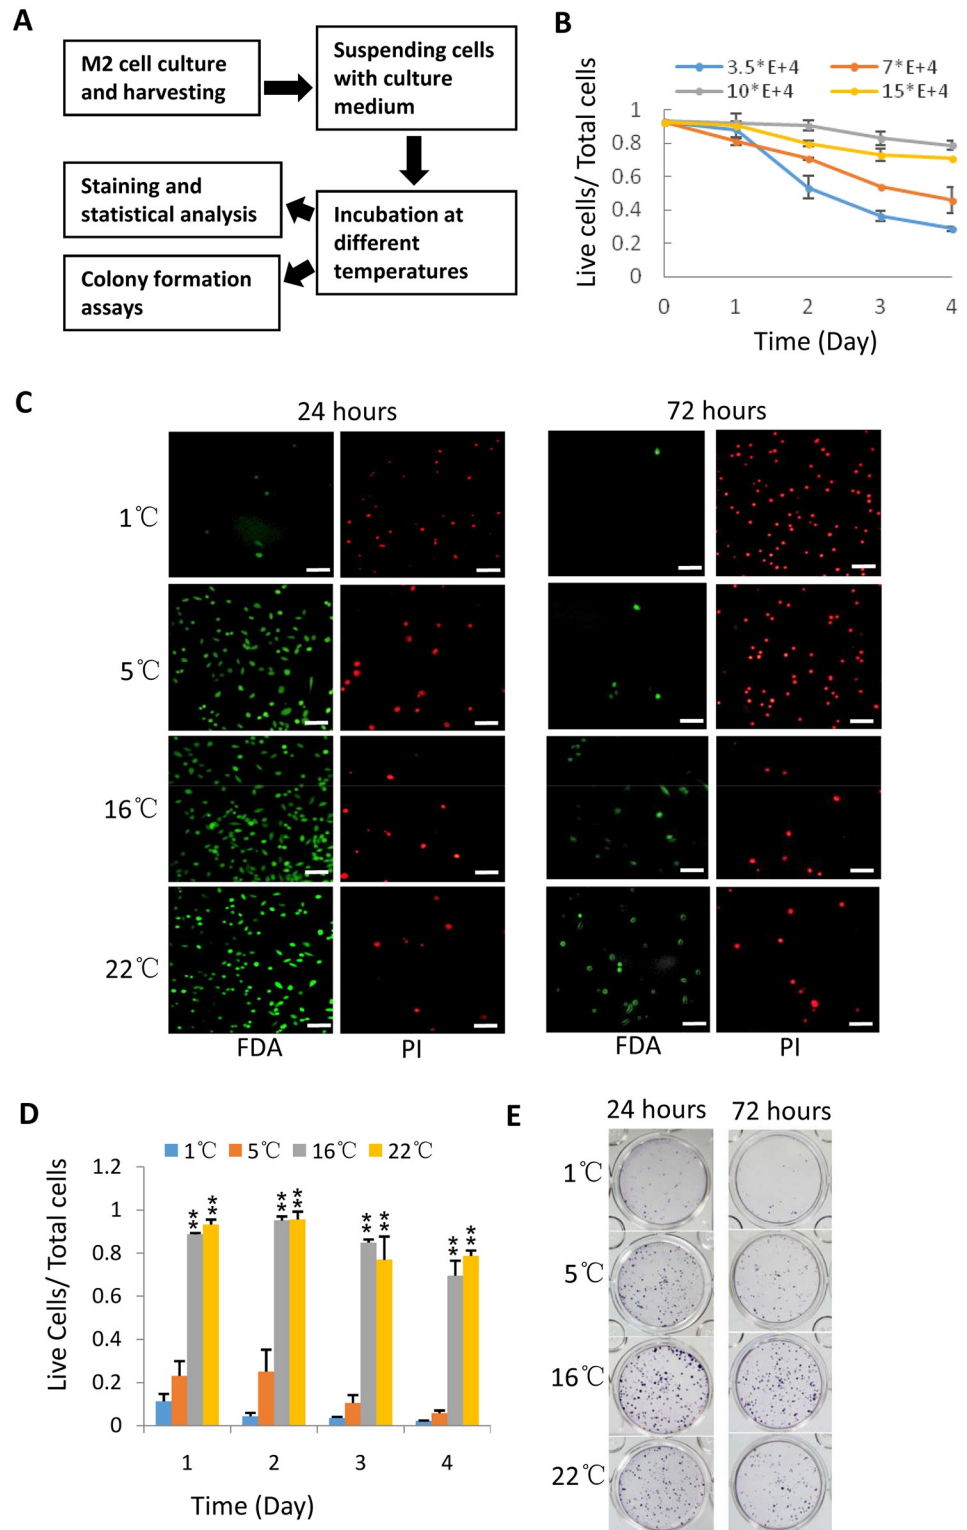 A
M2 cell culture
and harvesting
Suspending cells
with culture
medium
Staining and
statistical analysis
Incubation at
different
temperatures
Colony formation
assays
B
3.5*E+4
7*E+4
10*E+4
15*E+4
Live cells/ Total cells
1
0.8
0.6
0.4
0.2
0
0 1 2 3 4
Time (Day)
C
24 hours
72 hours
1℃
5℃
16℃
22℃
FDA
PI
FDA
PI
D
1℃ 5℃ 16℃ 22℃
Live Cells/ Total cells
1.2
1
0.8
0.6
0.4
0.2
0
** ** ** ** ** ** ** **
1 2 3 4
Time (Day)
E
24 hours 72 hours
1℃
5℃
16℃
22℃